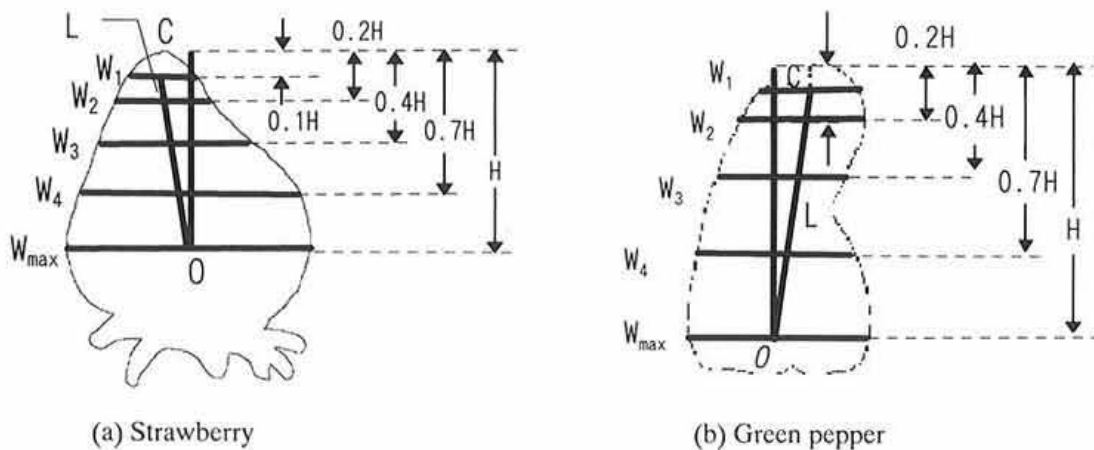 L
C
0.2H
W1
W2
0.4H
0.1H
0.7H
W3
H
W4
Wmax
O
(a) Strawberry
0.2H
W1
C
W2
0.4H
W3
0.7H
L
H
W4
Wmax
O
(b) Green pepper